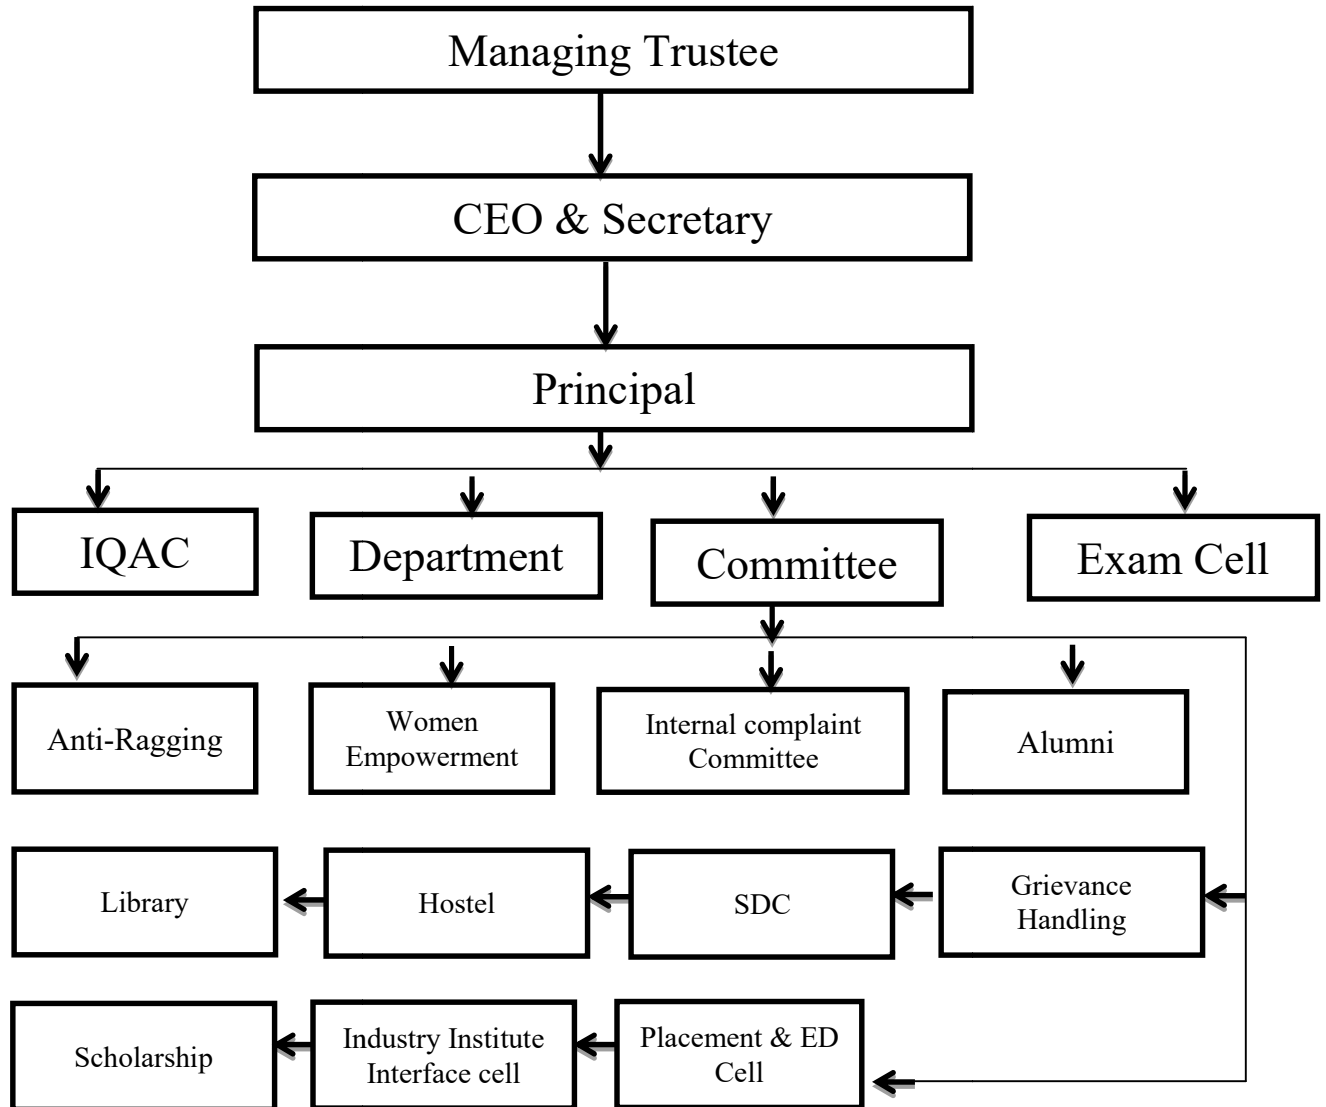 Managing Trustee
CEO & Secretary
Principal
IQAC
Department
Committee
Exam Cell
Anti-Ragging
Women
Empowerment
Internal complaint
Committee
Alumni
Library
Hostel
SDC
Grievance
Handling
Scholarship
Industry Institute
Interface cell
Placement & ED
Cell